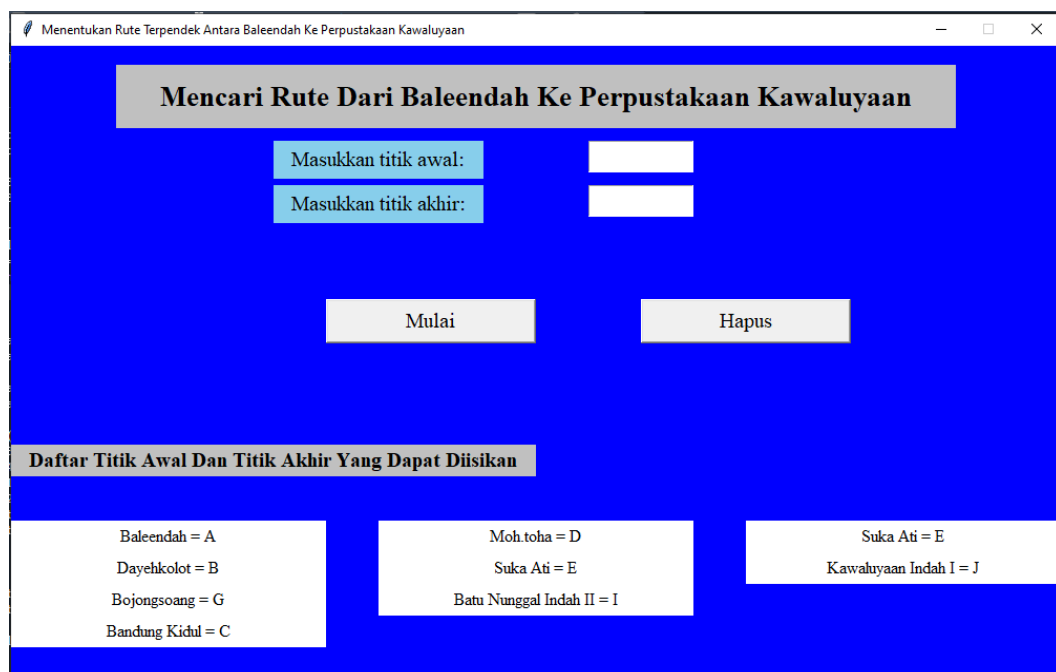 Menentukan Rute Terpendek Antara Baleendah Ke Perpustakaan Kawaluyaan
Mencari Rute Dari Baleendah Ke Perpustakaan Kawaluyaan
Masukkan titik awal:
Masukkan titik akhir:
Mulai
Hapus
Daftar Titik Awal Dan Titik Akhir Yang Dapat Diisikan
Baleendah = A
Dayehkolot = B
Bojongsoang = G
Bandung Kidul = C
Moh.toha = D
Suka Ati = E
Batu Nunggal Indah II = I
Suka Ati = E
Kawaluyaan Indah I = J